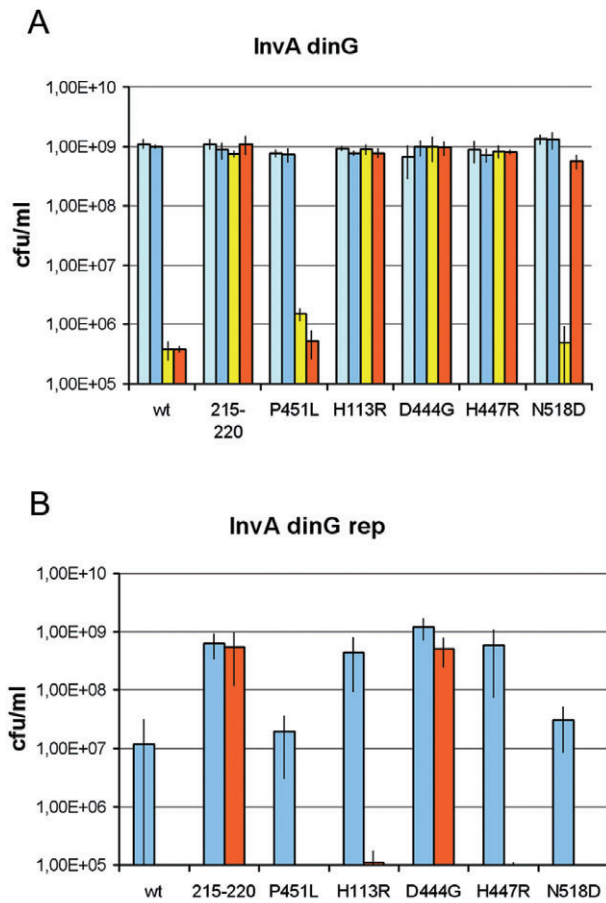 A
InvA dinG
1,00E+10
1,00E+09
1,00E+08
1,00E+07
1,00E+06
1,00E+05
cfu/ml
wt 215-220 P451L H113R D444G H447R N518D
B
InvA dinG rep
1,00E+10
1,00E+09
1,00E+08
1,00E+07
1,00E+06
1,00E+05
cfu/ml
wt 215-220 P451L H113R D444G H447R N518D